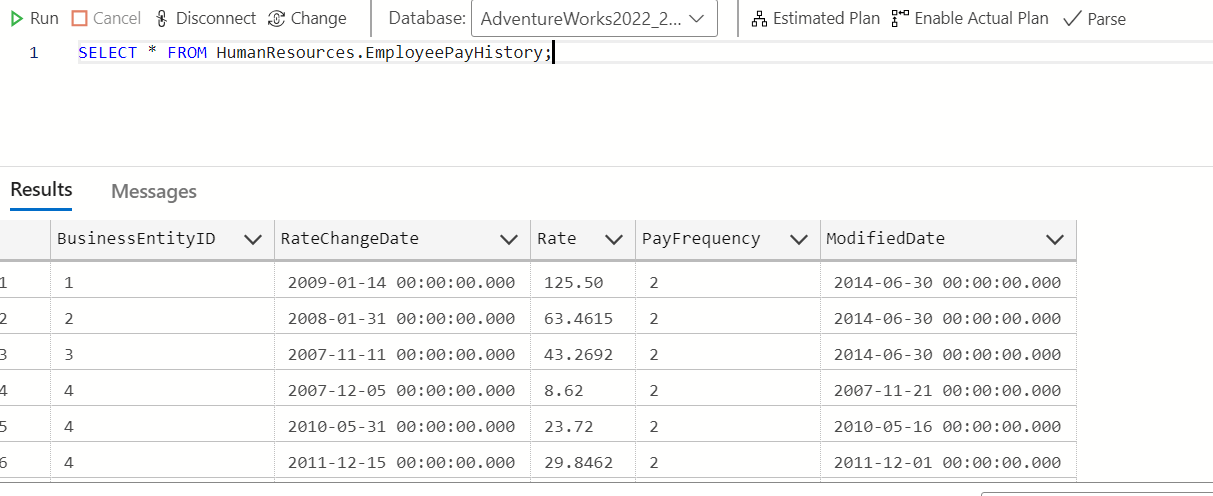 Run Cancel Disconnect Change Database: AdventureWorks2022_2... Estimated Plan Enable Actual Plan Parse
1 SELECT * FROM HumanResources.EmployeePayHistory;
Results Messages
BusinessEntityID RateChangeDate Rate PayFrequency ModifiedDate
1 1 2009-01-14 00:00:00.000 125.50 2 2014-06-30 00:00:00.000
2 2 2008-01-31 00:00:00.000 63.4615 2 2014-06-30 00:00:00.000
3 3 2007-11-11 00:00:00.000 43.2692 2 2014-06-30 00:00:00.000
4 4 2007-12-05 00:00:00.000 8.62 2 2007-11-21 00:00:00.000
5 4 2010-05-31 00:00:00.000 23.72 2 2010-05-16 00:00:00.000
6 4 2011-12-15 00:00:00.000 29.8462 2 2011-12-01 00:00:00.000